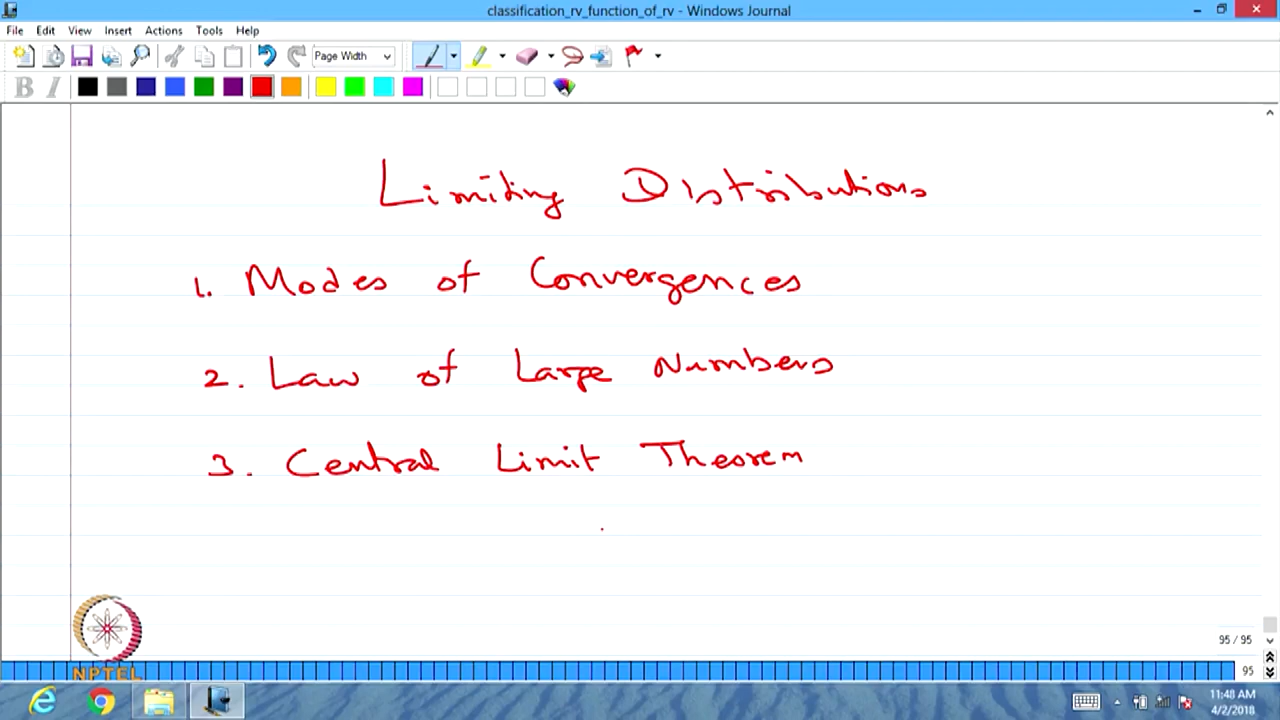 classification_rv_function_of_rv - Windows Journal
File Edit View Insert Actions Tools Help
Page Width
B I
Limiting Distributions
1. Modes of Convergences
2. Law of Large Numbers
3. Central Limit Theorem
95 / 95
NPTEL
95
11:48 AM
4/2/2018